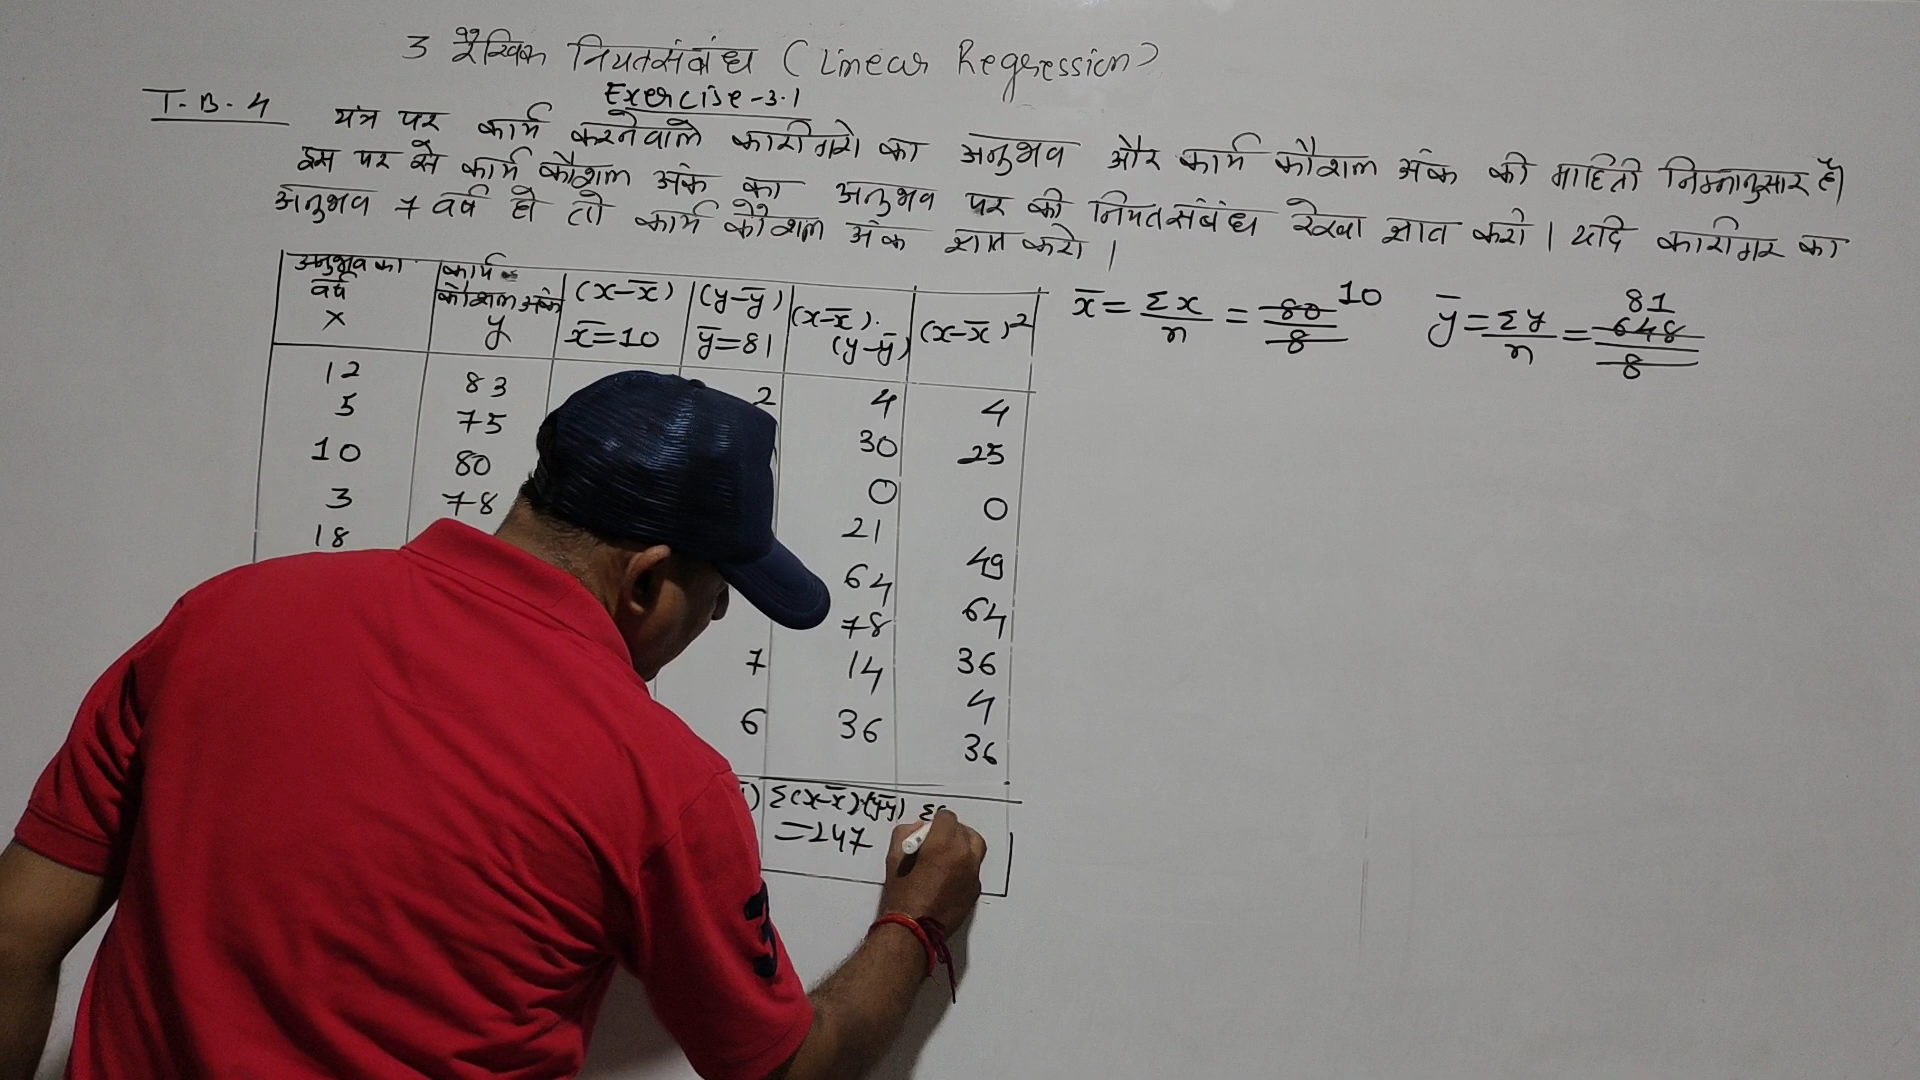 3 रैखिक नियतसंबंध (Linear Regression)
Exercise-3.1
T.B.4 यंत्र पर कार्य करनेवाले कारीगरो का अनुभव और कार्य कौशल अंक की माहिती निम्नानुसार है।
इस पर से कार्य कौशल अंक का अनुभव पर की नियतसंबंध रेखा ज्ञात करो। यदि कारीगर का
अनुभव 7 वर्ष हो तो कार्य कौशल अंक ज्ञात करो।
अनुभव का वर्ष x | कार्य कौशल अंक y | (x-x̅) x̅=10 | (y-y̅) y̅=81 | (x-x̅).(y-y̅) | (x-x̅)²
x̅ = Σx/n = 80/8 10
y̅ = Σy/n = 648/8 81
12 83 2 4 4
5 75 30 25
10 80 0 0
3 78 21 49
18 64 64
78 36
7 14 4
6 36 36
Σ(x-x̅).(y-y̅)
=247